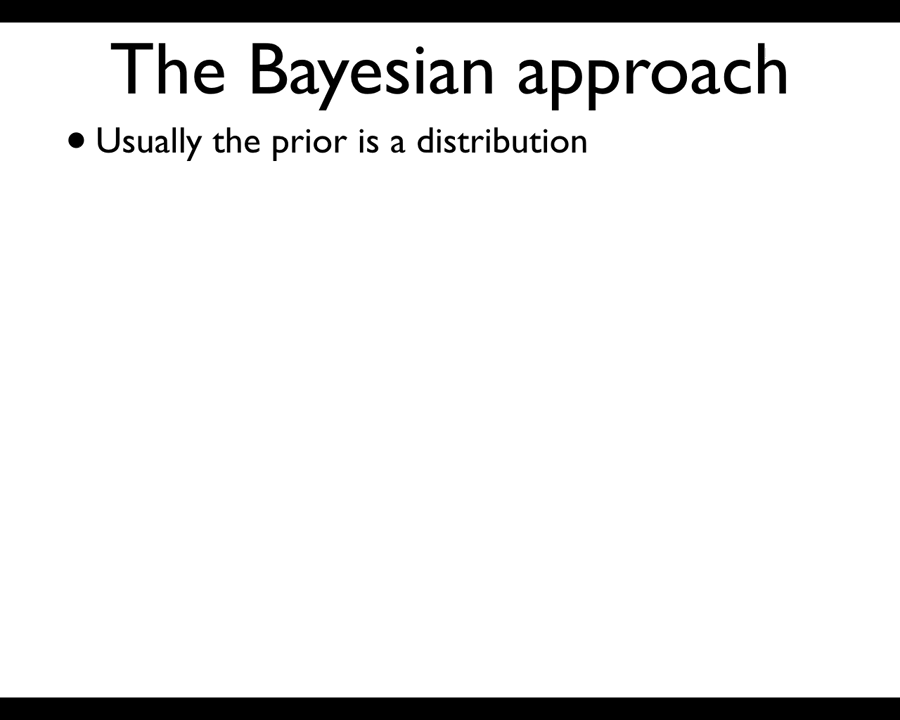 The Bayesian approach
• Usually the prior is a distribution